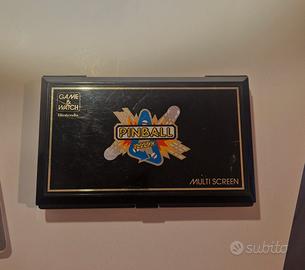 GAME &
WATCH
Nintendo
PINBALL
MULTI SCREEN
subito